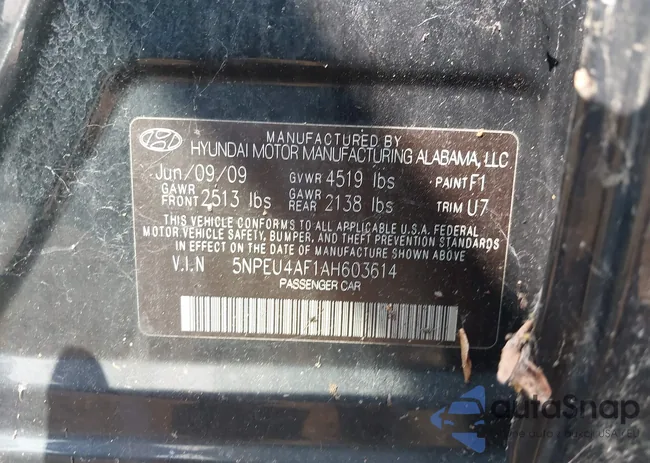 MANUFACTURED BY
HYUNDAI MOTOR MANUFACTURING ALABAMA, LLC
Jun/09/09 GVWR 4519 lbs PAINT F1
GAWR FRONT 2513 lbs GAWR REAR 2138 lbs TRIM U7
THIS VEHICLE CONFORMS TO ALL APPLICABLE U.S.A. FEDERAL
MOTOR VEHICLE SAFETY, BUMPER, AND THEFT PREVENTION STANDARDS
IN EFFECT ON THE DATE OF MANUFACTURE SHOWN ABOVE.
V.I.N 5NPEU4AF1AH603614
PASSENGER CAR
autoSnap